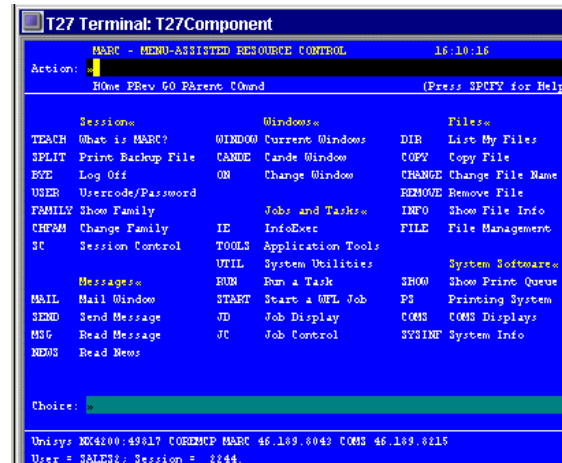 T27 Terminal: T27Component
MARC - MENU-ASSISTED RESOURCE CONTROL 16:10:16
Action: »
HOme PRev GO PArent COmnd (Press SPCFY for Help
Session« Windows« Files«
TEACH What is MARC? WINDOW Current Windows DIR List My Files
SPLIT Print Backup File CANDE Cande Window COPY Copy File
BYE Log Off ON Change Window CHANGE Change File Name
USER Usercode/Password REMOVE Remove File
FAMILY Show Family Jobs and Tasks« INFO Show File Info
CHFAM Change Family IE InfoExec FILE File Management
SC Session Control TOOLS Application Tools
UTIL System Utilities System Software«
Messages« RUN Run a Task SHOW Show Print Queue
MAIL Mail Window START Start a WFL Job PS Printing System
SEND Send Message JD Job Display COMS COMS Displays
MSG Read Message JC Job Control SYSINF System Info
NEWS Read News
Choice: »
Unisys NX4200:49817 COREMCP MARC 46.189.8043 COMS 46.189.8215
User = SALES2; Session = 2244.